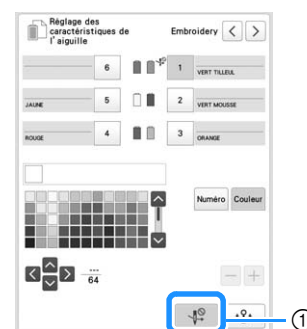 Réglage des
caractéristiques de
l'aiguille
Embroidery
6
1
VERT TILLEUL
JAUNE
5
2
VERT MOUSSE
ROUGE
4
3
ORANGE
Numéro
Couleur
---
64
− +
①